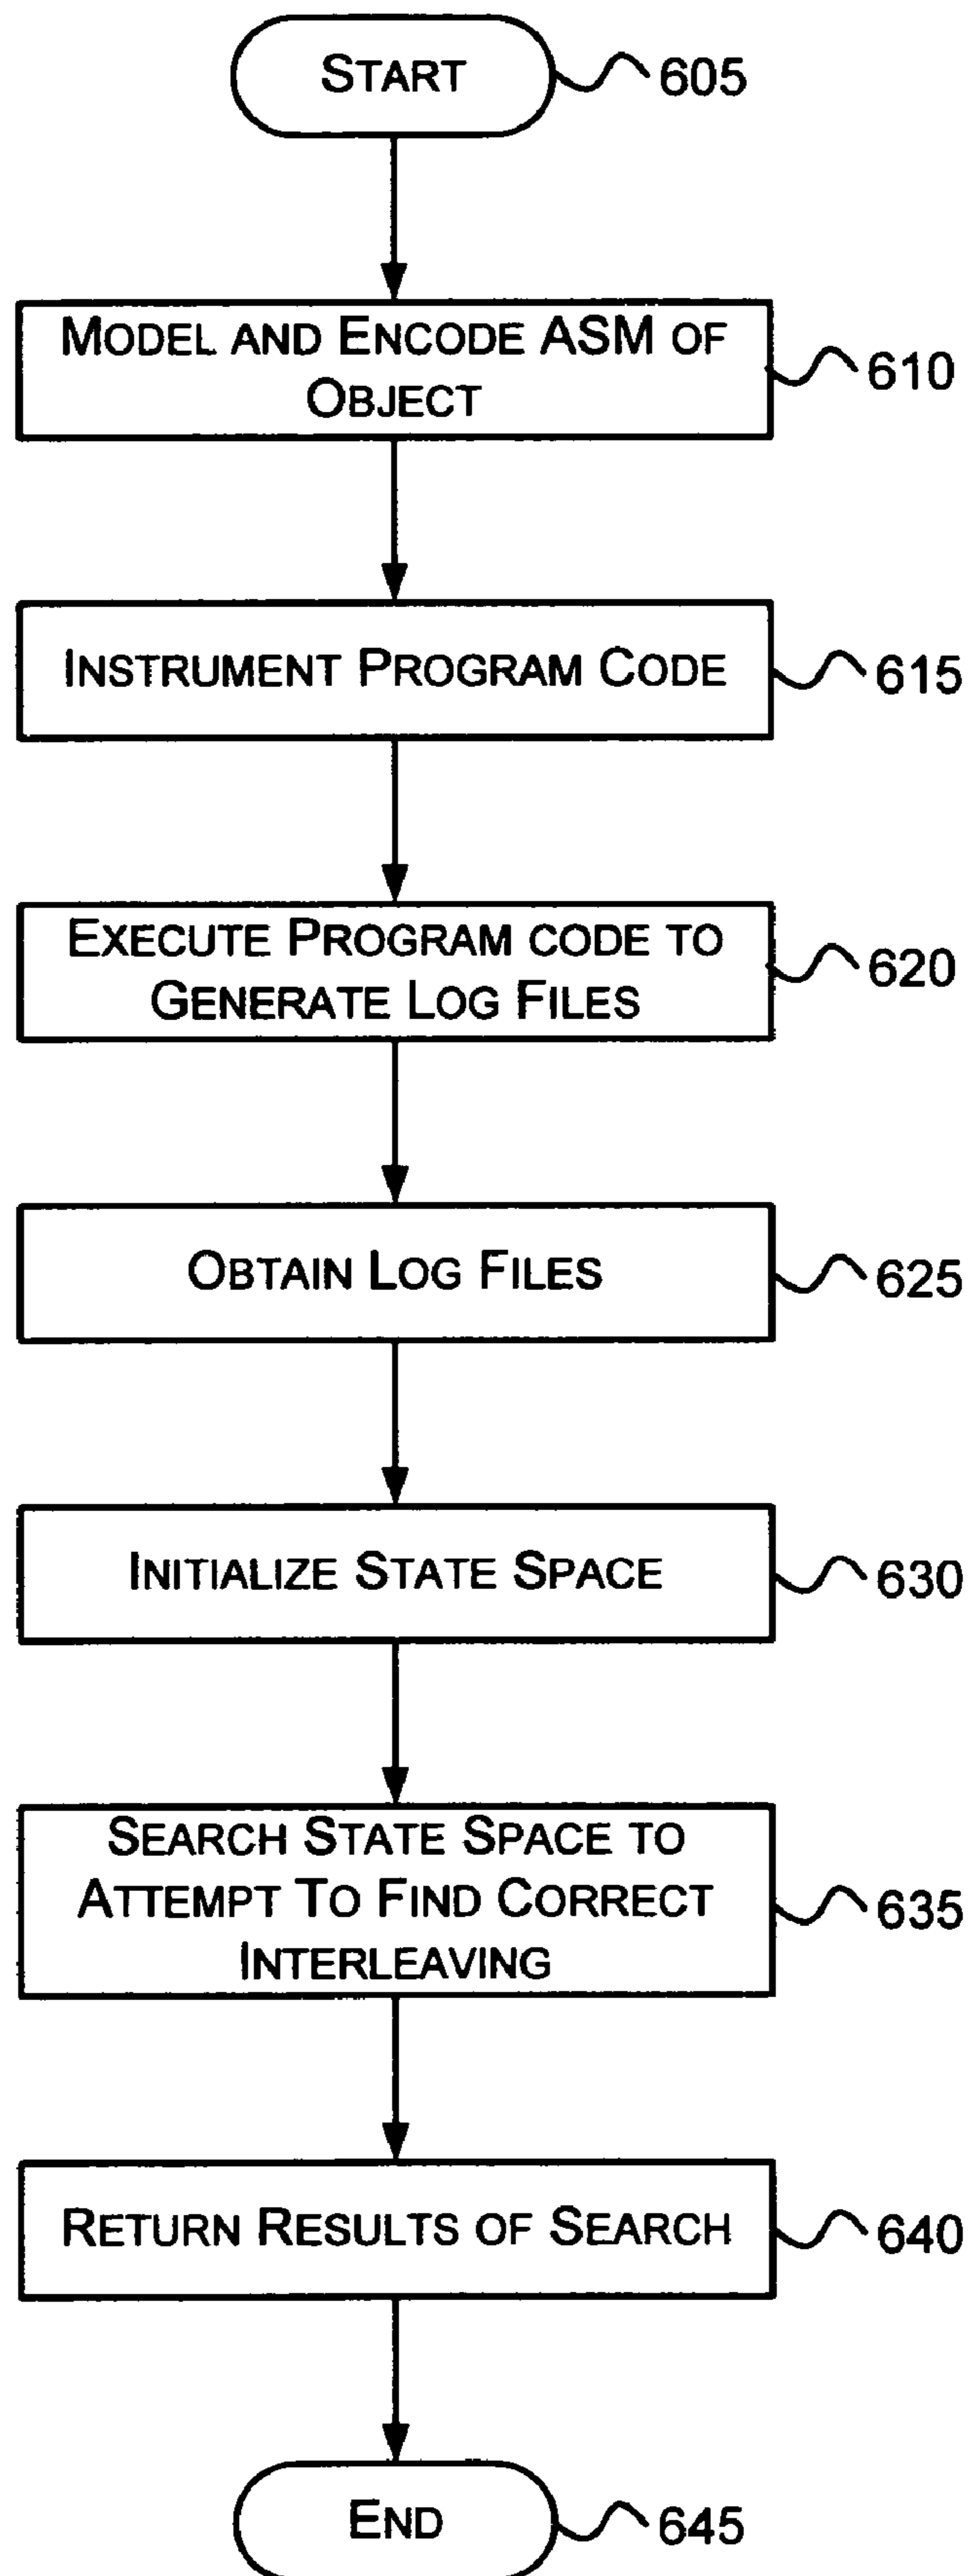 START
605
MODEL AND ENCODE ASM OF
OBJECT
610
INSTRUMENT PROGRAM CODE
615
EXECUTE PROGRAM CODE TO
GENERATE LOG FILES
620
OBTAIN LOG FILES
625
INITIALIZE STATE SPACE
630
SEARCH STATE SPACE TO
ATTEMPT TO FIND CORRECT
INTERLEAVING
635
RETURN RESULTS OF SEARCH
640
END
645